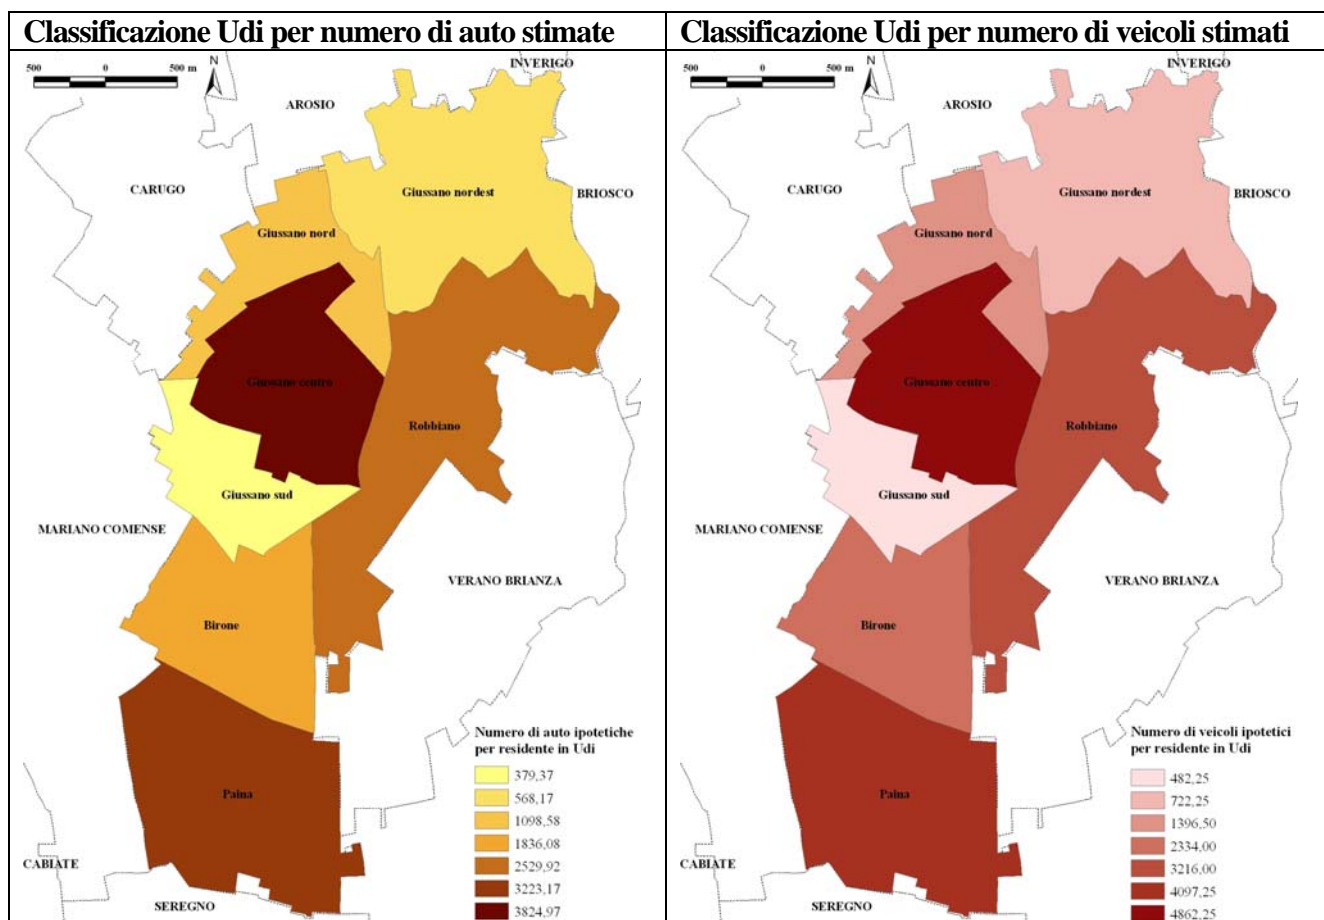 Classificazione Udi per numero di auto stimate
500 0 500 m
N
INVERIGO
AROSIO
CARUGO
Giussano nordest
BRIOSCO
Giussano nord
Giussano centro
Robbiano
Giussano sud
MARIANO COMENSE
VERANO BRIANZA
Birone
Numero di auto ipotetiche
per residente in Udi
379,37
568,17
1098,58
1836,08
2529,92
3223,17
3824,97
Paina
CABIATE
SEREGNO
Classificazione Udi per numero di veicoli stimati
500 0 500 m
N
INVERIGO
AROSIO
CARUGO
Giussano nordest
BRIOSCO
Giussano nord
Giussano centro
Robbiano
Giussano sud
MARIANO COMENSE
VERANO BRIANZA
Birone
Numero di veicoli ipotetici
per residente in Udi
482,25
722,25
1396,50
2334,00
3216,00
4097,25
4862,25
Paina
CABIATE
SEREGNO